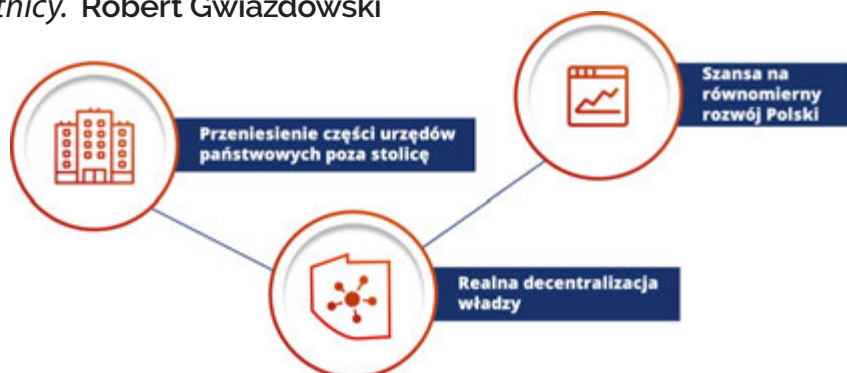 tnicy. Robert Gwiazdowski
Szansa na
równomierny
rozwój Polski
Przeniesienie części urzędów
państwowych poza stolicę
Realna decentralizacja
władzy